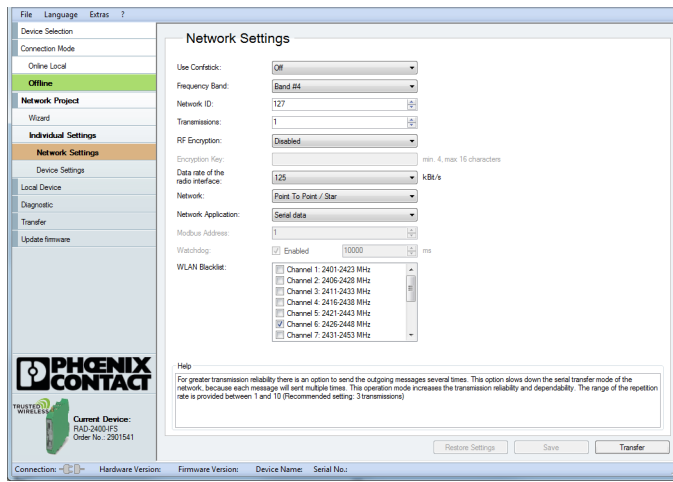 File Language Extras ?
Device Selection
Connection Mode
Online Local
Offline
Network Project
Wizard
Individual Settings
Network Settings
Device Settings
Local Device
Diagnostic
Transfer
Update firmware
PHŒNIX
CONTACT
TRUSTED
WIRELESS
Current Device:
RAD-2400-IFS
Order No.: 2901541
Network Settings
Use Confstick: Off
Frequency Band: Band #4
Network ID: 127
Transmissions: 1
RF Encryption: Disabled
Encryption Key: min. 4, max 16 characters
Data rate of the
radio interface: 125 kBit/s
Network: Point To Point / Star
Network Application: Serial data
Modbus Address: 1
Watchdog: Enabled 10000 ms
WLAN Blacklist:
Channel 1: 2401-2423 MHz
Channel 2: 2406-2428 MHz
Channel 3: 2411-2433 MHz
Channel 4: 2416-2438 MHz
Channel 5: 2421-2443 MHz
Channel 6: 2426-2448 MHz
Channel 7: 2431-2453 MHz
Help
For greater transmission reliability there is an option to send the outgoing messages several times. This option slows down the serial transfer mode of the
network, because each message will sent multiple times. This operation mode increases the transmission reliability and dependability. The range of the repetition
rate is provided between 1 and 10 (Recommended setting: 3 transmissions)
Restore Settings Save Transfer
Connection: Hardware Version: Firmware Version: Device Name: Serial No.: